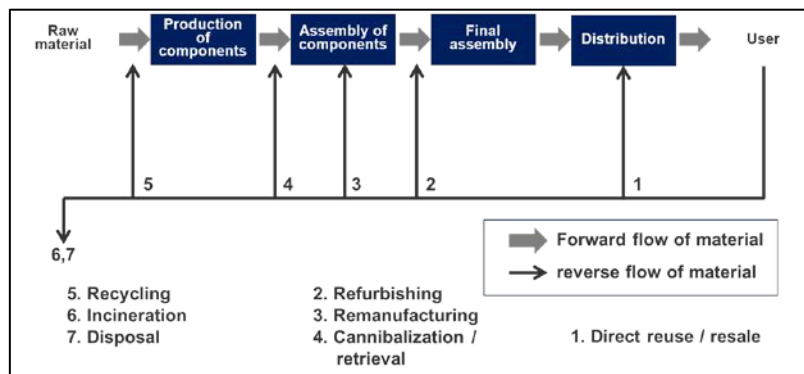 Raw
material
Production
of
components
Assembly of
components
Final
assembly
Distribution
User
5
4
3
2
1
6,7
Forward flow of material
reverse flow of material
5. Recycling
6. Incineration
7. Disposal
2. Refurbishing
3. Remanufacturing
4. Cannibalization /
retrieval
1. Direct reuse / resale